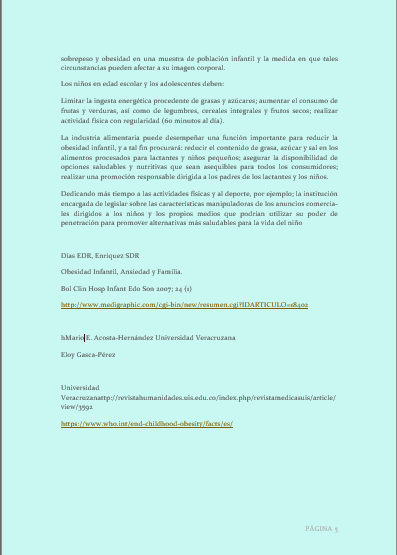 sobrepeso y obesidad en una muestra de población infantil y la medida en que tales
circunstancias pueden afectar a su imagen corporal.
Los niños en edad escolar y los adolescentes deben:
Limitar la ingesta energética procedente de grasas y azúcares; aumentar el consumo de
frutas y verduras, así como de legumbres, cereales integrales y frutos secos; realizar
actividad física con regularidad (60 minutos al día).
La industria alimentaria puede desempeñar una función importante para reducir la
obesidad infantil, y a tal fin procurará: reducir el contenido de grasa, azúcar y sal en los
alimentos procesados para lactantes y niños pequeños; asegurar la disponibilidad de
opciones saludables y nutritivas que sean asequibles para todos los consumidores;
realizar una promoción responsable dirigida a los padres de los lactantes y los niños.
Dedicando más tiempo a las actividades físicas y al deporte, por ejemplo; la institución
encargada de legislar sobre las características manipuladoras de los anuncios comercia-
les dirigidos a los niños y los propios medios que podrían utilizar su poder de
penetración para promover alternativas más saludables para la vida del niño
Días EDR, Enriquez SDR
Obesidad Infantil, Ansiedad y Familia.
Bol Clin Hosp Infant Edo Son 2007; 24 (1)
http://www.medigraphic.com/cgi-bin/new/resumen.cgi?IDARTICULO=18402
hMario E. Acosta-Hernández Universidad Veracruzana
Eloy Gasca-Pérez
Universidad
Veracruzanattp://revistahumanidades.uis.edu.co/index.php/revistamedicasuis/article/
view/3592
https://www.who.int/end-childhood-obesity/facts/es/
PÁGINA 5